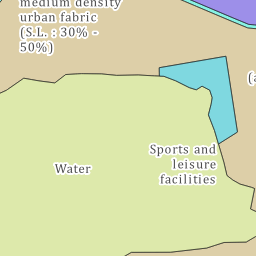 medium density
urban fabric
(S.L. : 30% -
50%)
Sports and
leisure
facilities
Water